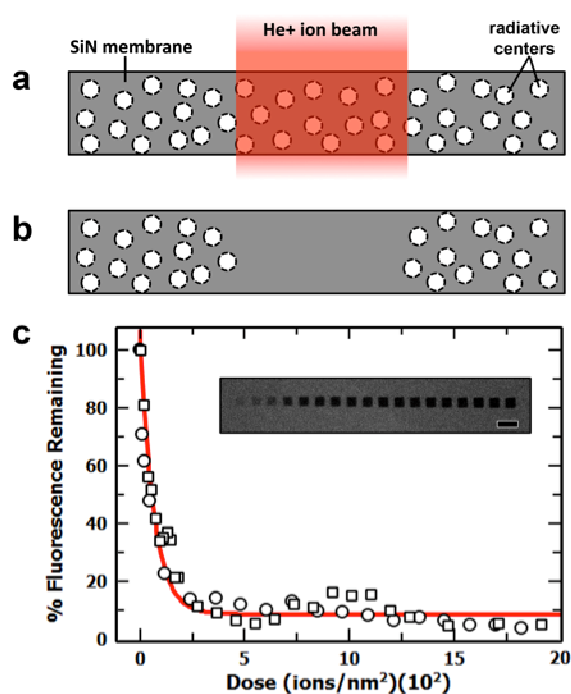 He+ ion beam
SiN membrane
radiative
centers
a
b
c
% Fluorescence Remaining
100
80
60
40
20
0
0
5
10
15
20
Dose (ions/nm²)(10²)